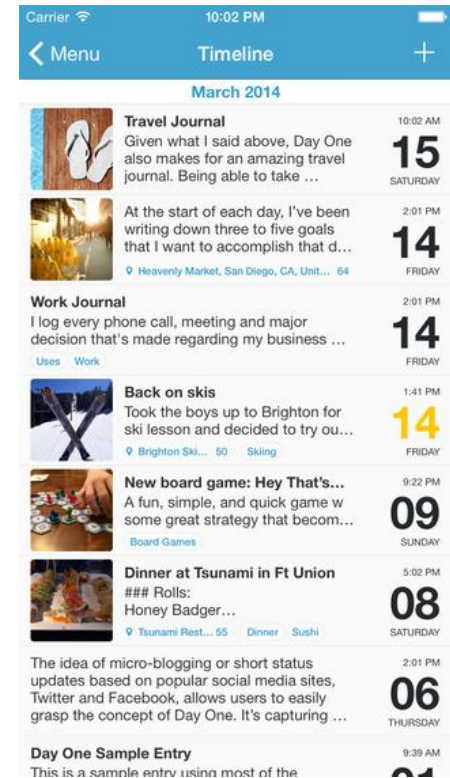 Carrier 10:02 PM
Menu Timeline +
March 2014
Travel Journal
Given what I said above, Day One
also makes for an amazing travel
journal. Being able to take …
10:02 AM
15
SATURDAY
At the start of each day, I've been
writing down three to five goals
that I want to accomplish that d…
Heavenly Market, San Diego, CA, Unit… 64
2:01 PM
14
FRIDAY
Work Journal
I log every phone call, meeting and major
decision that's made regarding my business …
Uses Work
2:01 PM
14
FRIDAY
Back on skis
Took the boys up to Brighton for
ski lesson and decided to try ou…
Brighton Ski… 50 Skiing
1:41 PM
14
FRIDAY
New board game: Hey That's…
A fun, simple, and quick game w
some great strategy that becom…
Board Games
9:22 PM
09
SUNDAY
Dinner at Tsunami in Ft Union
### Rolls:
Honey Badger…
Tsunami Rest… 55 Dinner Sushi
5:02 PM
08
SATURDAY
The idea of micro-blogging or short status
updates based on popular social media sites,
Twitter and Facebook, allows users to easily
grasp the concept of Day One. It's capturing …
2:01 PM
06
THURSDAY
Day One Sample Entry
This is a sample entry using most of the
9:39 AM
01